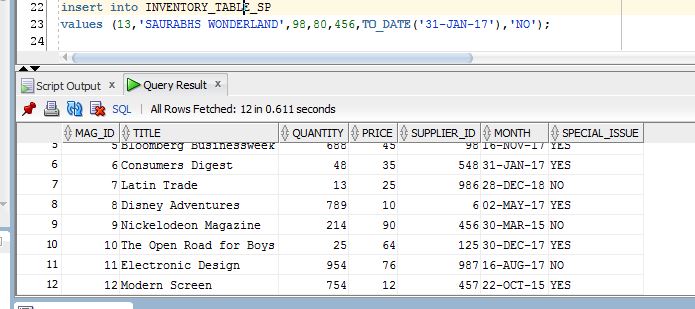 22 insert into INVENTORY_TABLE_SP
23 values (13,'SAURABHS WONDERLAND',98,80,456,TO_DATE('31-JAN-17'),'NO');
24
Script Output x Query Result x
SQL | All Rows Fetched: 12 in 0.611 seconds
MAG_ID TITLE QUANTITY PRICE SUPPLIER_ID MONTH SPECIAL_ISSUE
5 5 Bloomberg Businessweek 688 45 98 16-NOV-17 YES
6 6 Consumers Digest 48 35 548 31-JAN-17 YES
7 7 Latin Trade 13 25 986 28-DEC-18 NO
8 8 Disney Adventures 789 10 6 02-MAY-17 YES
9 9 Nickelodeon Magazine 214 90 456 30-MAR-15 NO
10 10 The Open Road for Boys 25 64 125 30-DEC-17 YES
11 11 Electronic Design 954 76 987 16-AUG-17 NO
12 12 Modern Screen 754 12 457 22-OCT-15 YES